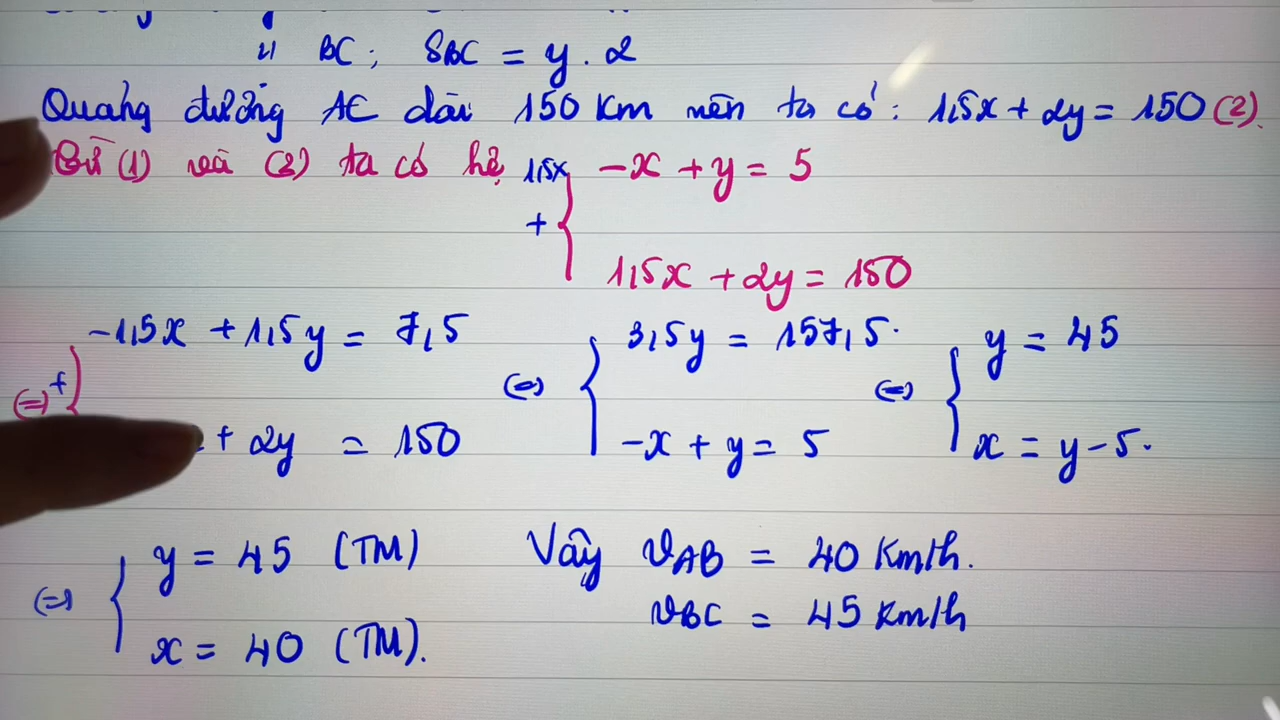 " BC; SBC = y . 2
Quảng đường AC dài 150 Km nên ta có: 1,5x + 2y = 150 (2).
Từ (1) và (2) ta có hệ 1,5x { -x + y = 5
+ 1,5x + 2y = 150
-1,5x + 1,5y = 7,5
+ 2y = 150
(=) + {
(=) { 3,5y = 157,5.
-x + y = 5
(=) { y = 45
x = y - 5.
(=) { y = 45 (TM)
x = 40 (TM).
Vậy vAB = 40 Km/h.
vBC = 45 Km/h